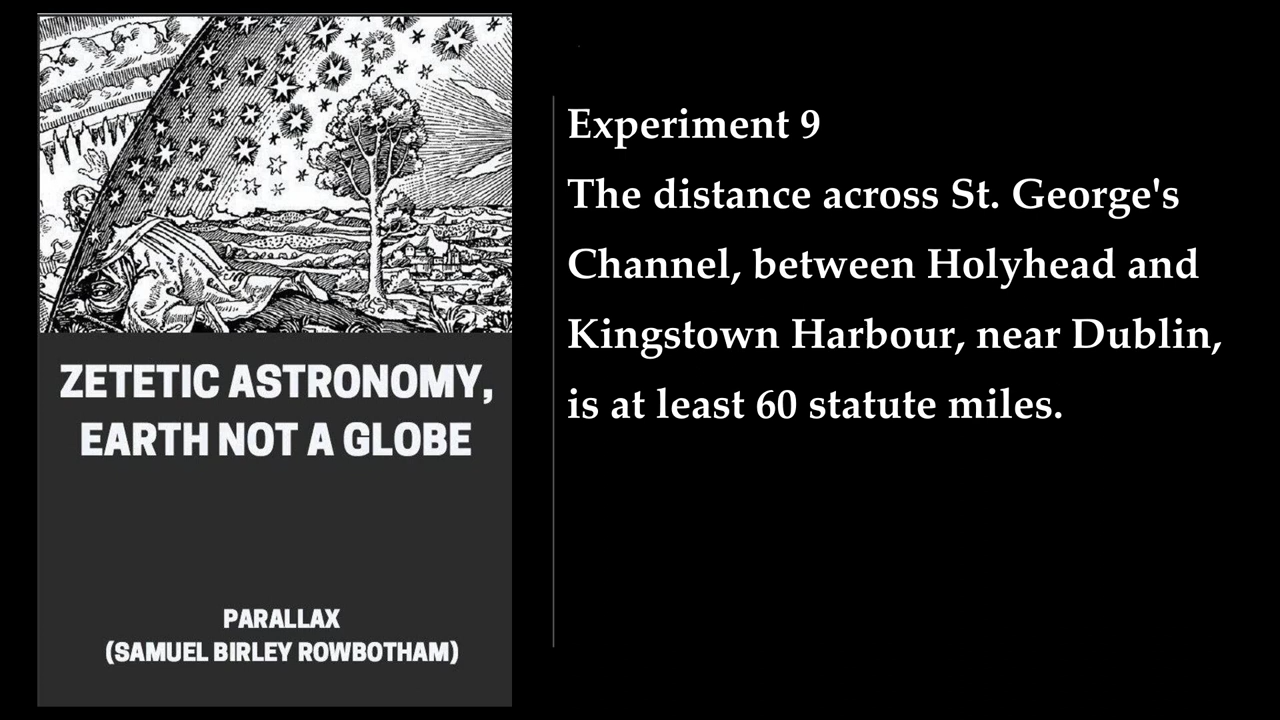 ZETETIC ASTRONOMY,
EARTH NOT A GLOBE
PARALLAX
(SAMUEL BIRLEY ROWBOTHAM)
Experiment 9
The distance across St. George's
Channel, between Holyhead and
Kingstown Harbour, near Dublin,
is at least 60 statute miles.